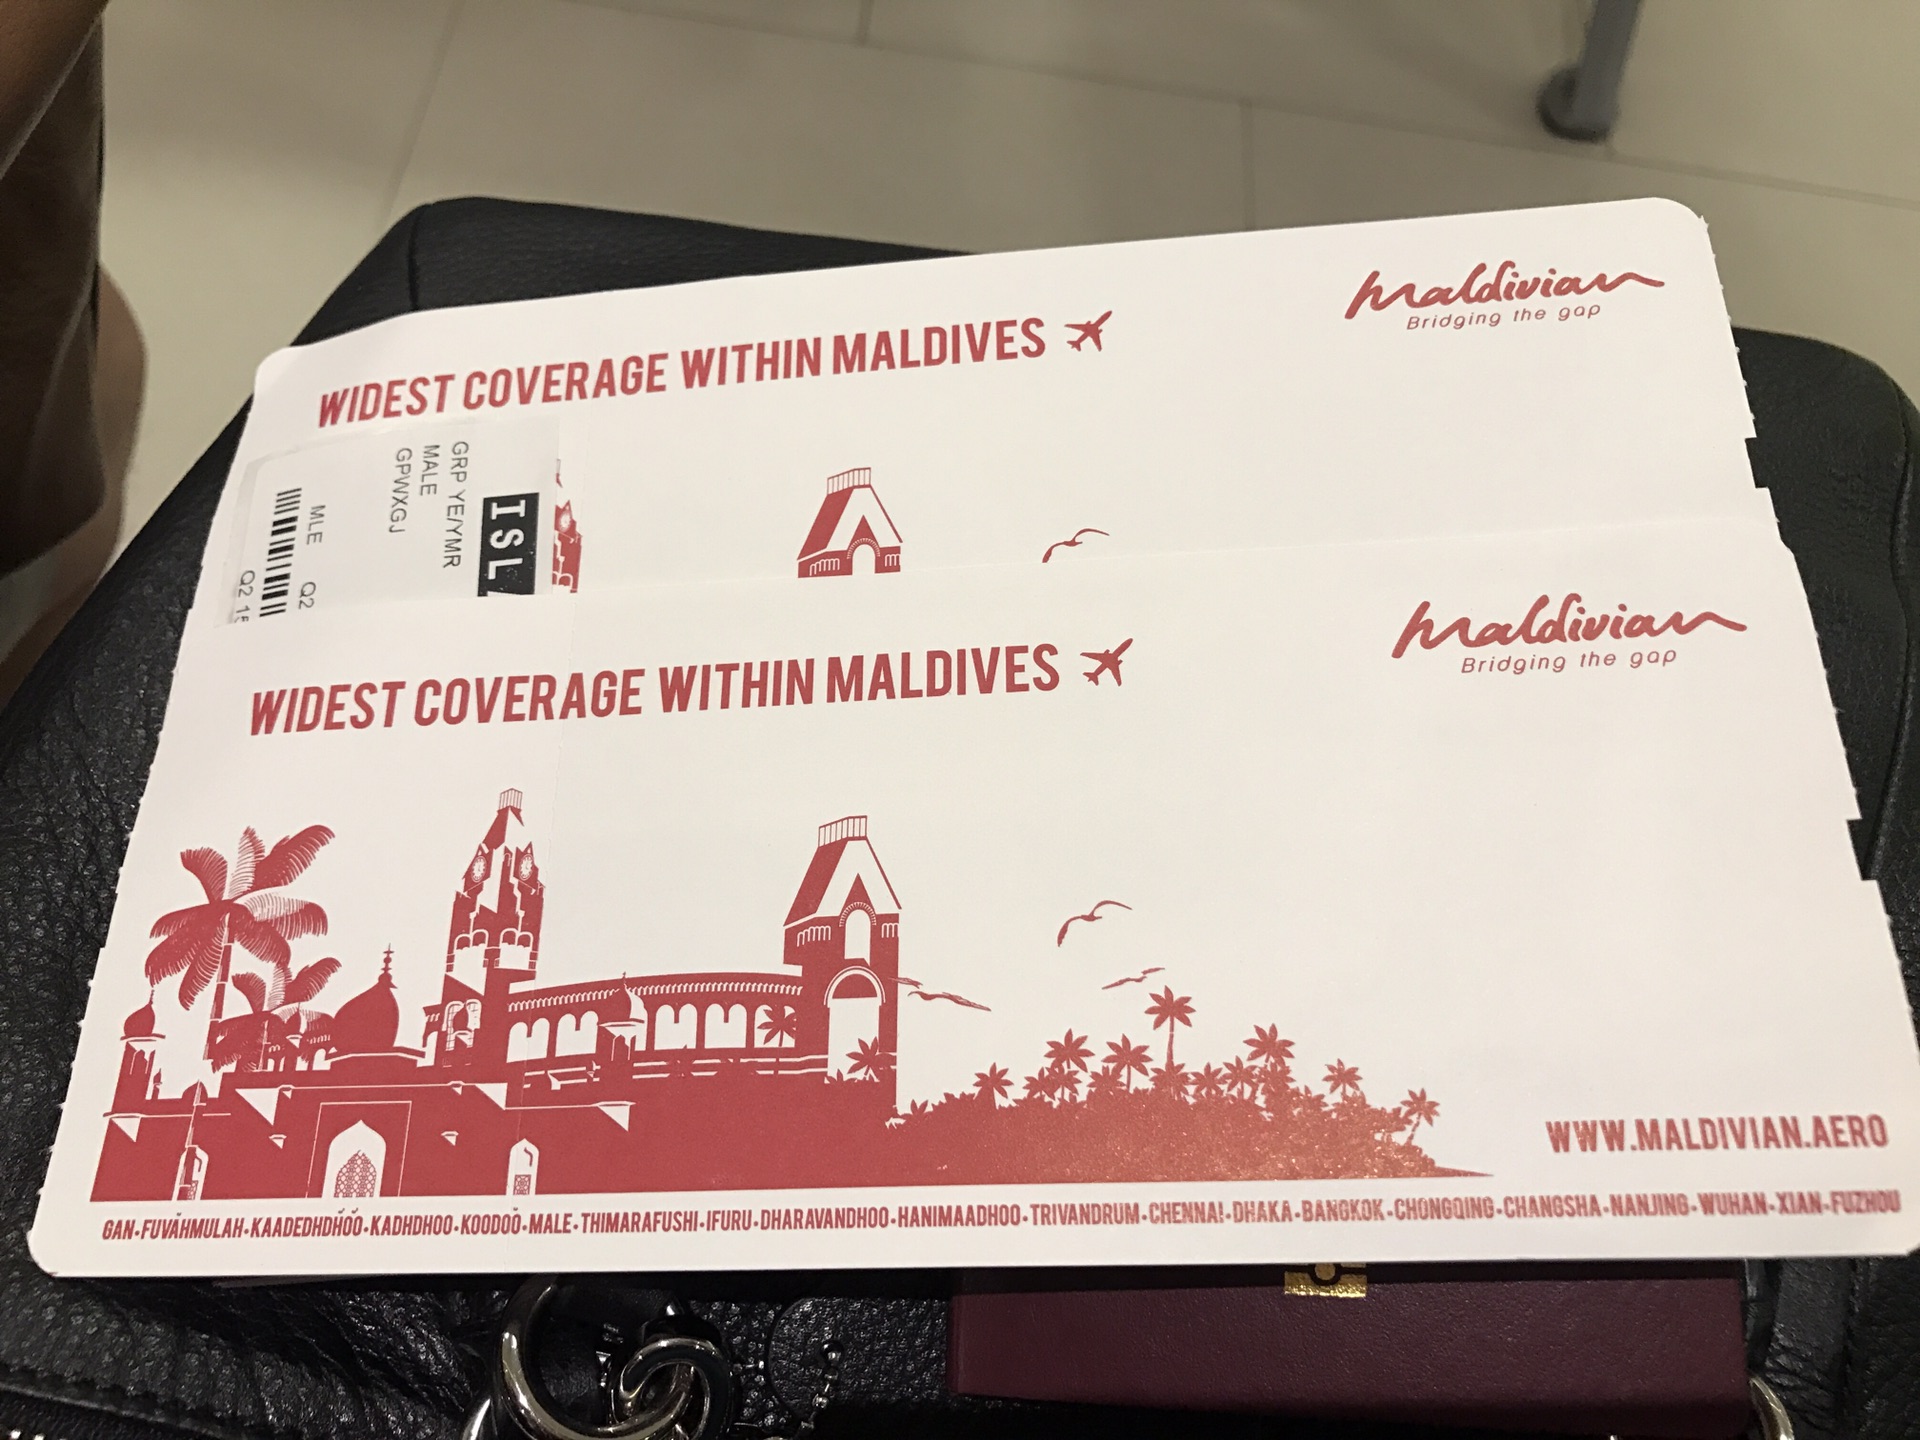 WIDEST COVERAGE WITHIN MALDIVES
maldivian
Bridging the gap
GRP YE/YMR
MALE
GPWXGJ
MLE Q2
Q2
WIDEST COVERAGE WITHIN MALDIVES
maldivian
Bridging the gap
WWW.MALDIVIAN.AERO
GAN•FUVAHMULAH•KAADEDHDHOO•KADHDHOO•KOODOO•MALE•THIMARAFUSHI•IFURU•DHARAVANDHOO•HANIMAADHOO•TRIVANDRUM•CHENNAI•DHAKA•BANGKOK•CHONGQING•CHANGSHA•NANJING•WUHAN•XIAN•FUZHOU